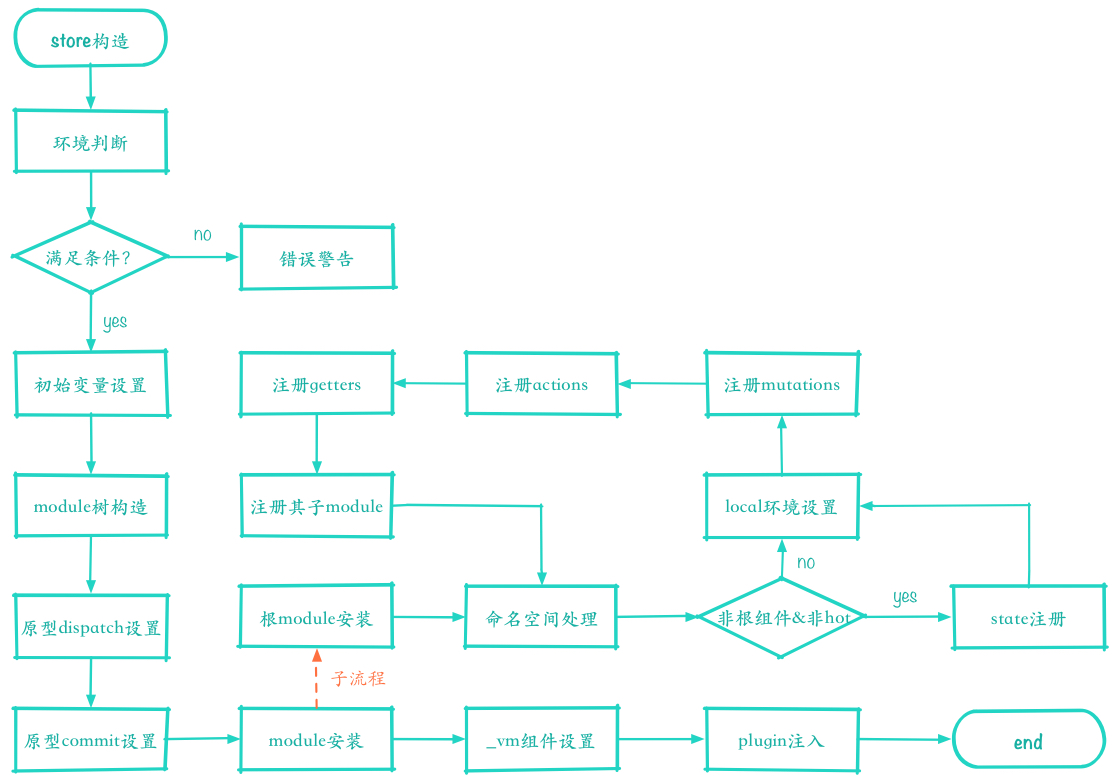 store构造
环境判断
满足条件?
no
错误警告
yes
初始变量设置
注册getters
注册actions
注册mutations
module树构造
注册其子module
local环境设置
no
原型dispatch设置
根module安装
命名空间处理
非根组件&非hot
yes
state注册
子流程
原型commit设置
module安装
_vm组件设置
plugin注入
end